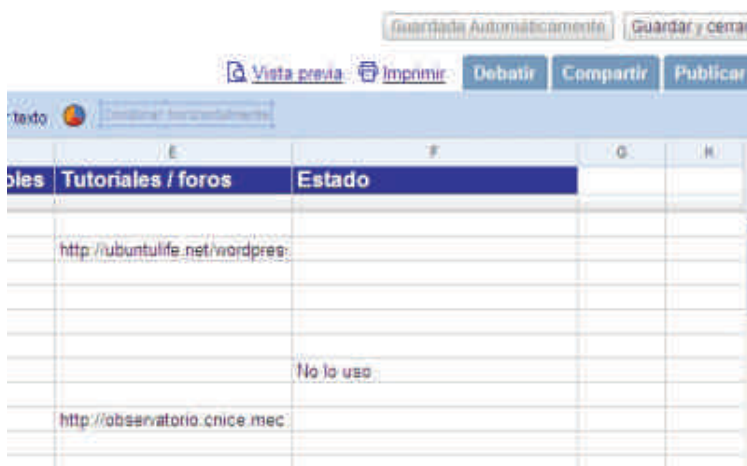 Guardada Automáticamente Guardar y cerrar
Vista previa Imprimir Debatir Compartir Publicar
texto Combinar horizontalmente
E F G H
bles Tutoriales / foros Estado
http://ubuntulife.net/wordpres
No lo uso
http://observatorio.cnice.mec